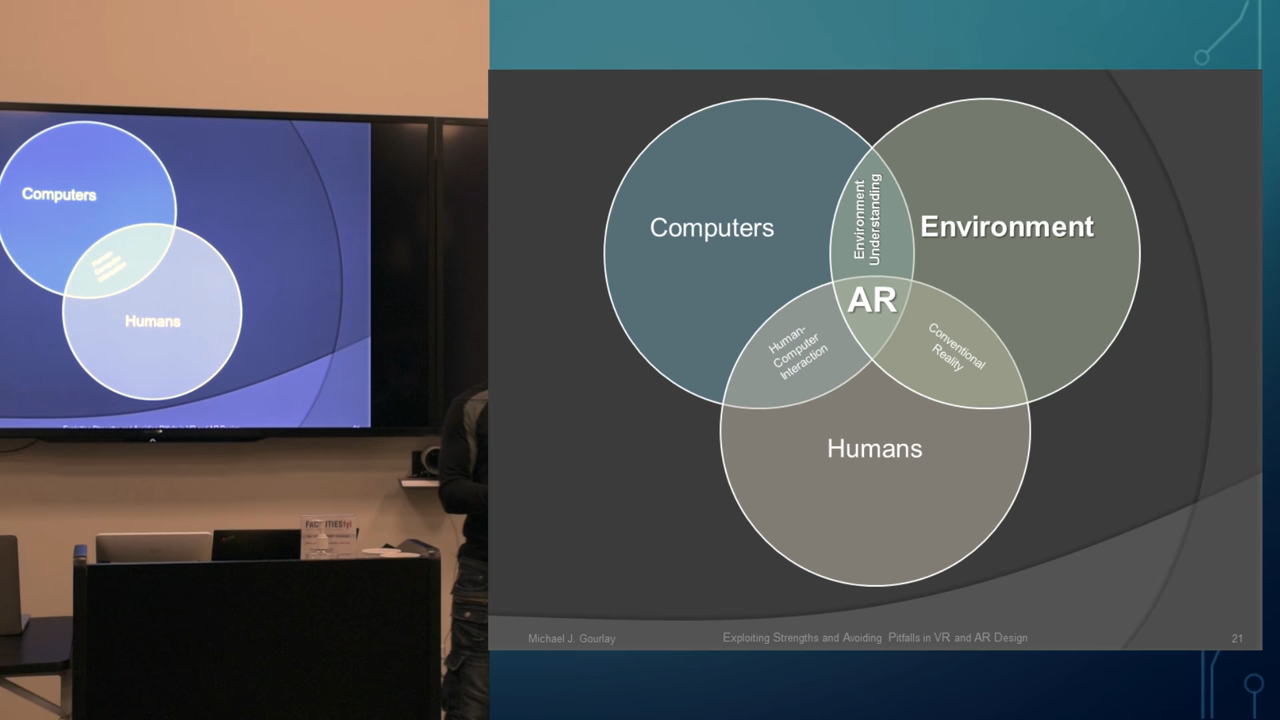 Computers
Humans
Computers
Environment
Understanding
Environment
AR
Human-
Computer
Interaction
Conventional
Reality
Humans
Michael J. Gourlay
Exploiting Strengths and Avoiding Pitfalls in VR and AR Design
21